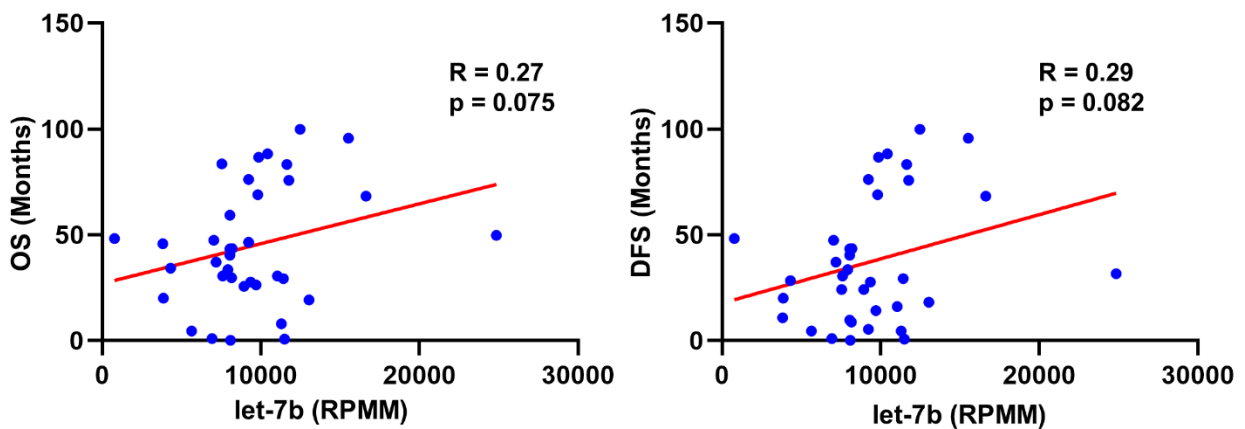 150
100
50
0
OS (Months)
R = 0.27
p = 0.075
0 10000 20000 30000
let-7b (RPMM)
150
100
50
0
DFS (Months)
R = 0.29
p = 0.082
0 10000 20000 30000
let-7b (RPMM)